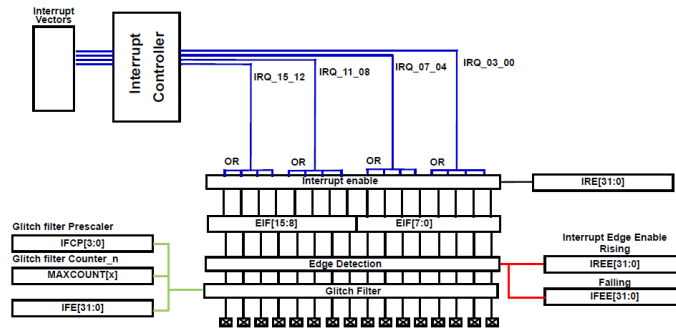 Interrupt
Vectors
Interrupt
Controller
IRQ_15_12
IRQ_11_08
IRQ_07_04
IRQ_03_00
OR
OR
OR
OR
Interrupt enable
IRE[31:0]
EIF[15:8]
EIF[7:0]
Glitch filter Prescaler
IFCP[3:0]
Glitch filter Counter_n
MAXCOUNT[x]
IFE[31:0]
Edge Detection
Glitch Filter
Interrupt Edge Enable
Rising
IREE[31:0]
Falling
IFEE[31:0]